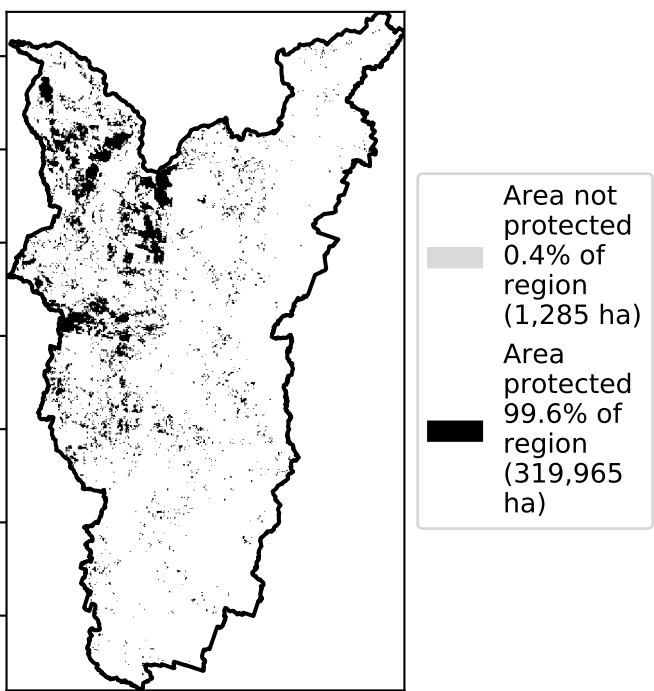 Area not
protected
0.4% of
region
(1,285 ha)
Area
protected
99.6% of
region
(319,965
ha)